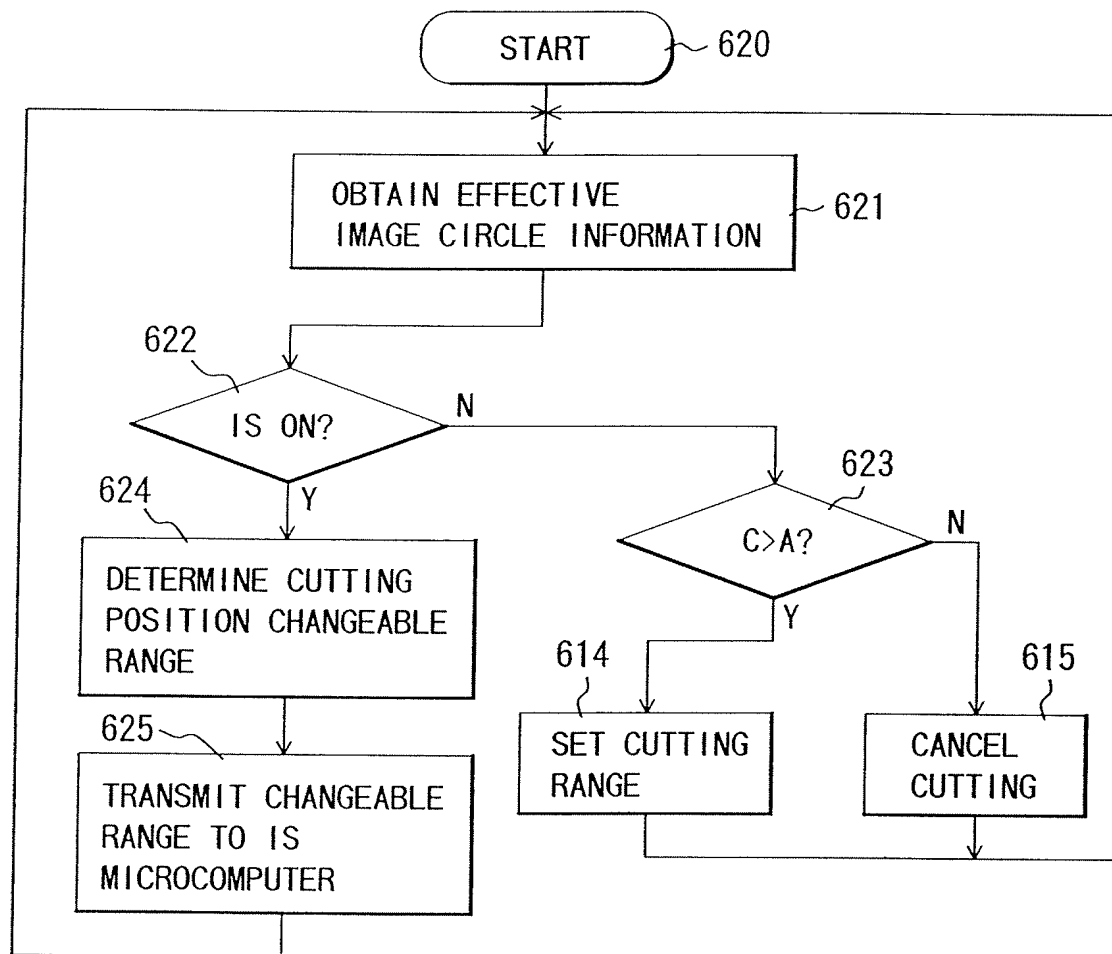 START
620
OBTAIN EFFECTIVE
IMAGE CIRCLE INFORMATION
621
622
IS ON?
N
Y
623
C>A?
N
Y
624
DETERMINE CUTTING
POSITION CHANGEABLE
RANGE
614
SET CUTTING
RANGE
615
CANCEL
CUTTING
625
TRANSMIT CHANGEABLE
RANGE TO IS
MICROCOMPUTER